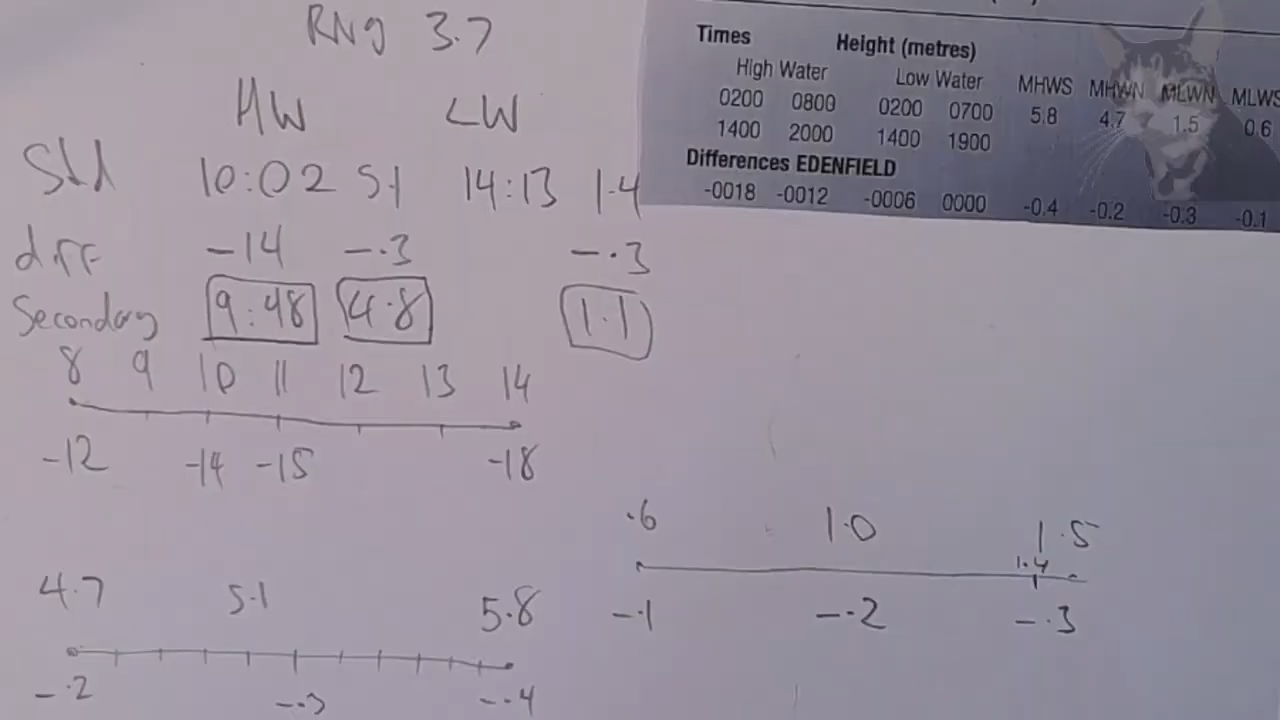 RNg 3.7
HW LW
Std 10:02 5.1 14:13 1.4
diff -14 -.3 -.3
Secondary 9:48 4.8 1.1
8 9 10 11 12 13 14
-12 -14 -15 -18
4.7 5.1 5.8
-.2 -.3 -.4
.6 1.0 1.5
1.4
-.1 -.2 -.3
Times Height (metres)
High Water Low Water MHWS MHWN MLWN MLWS
0200 0800 0200 0700 5.8 4.7 1.5 0.6
1400 2000 1400 1900
Differences EDENFIELD
-0018 -0012 -0006 0000 -0.4 -0.2 -0.3 -0.1